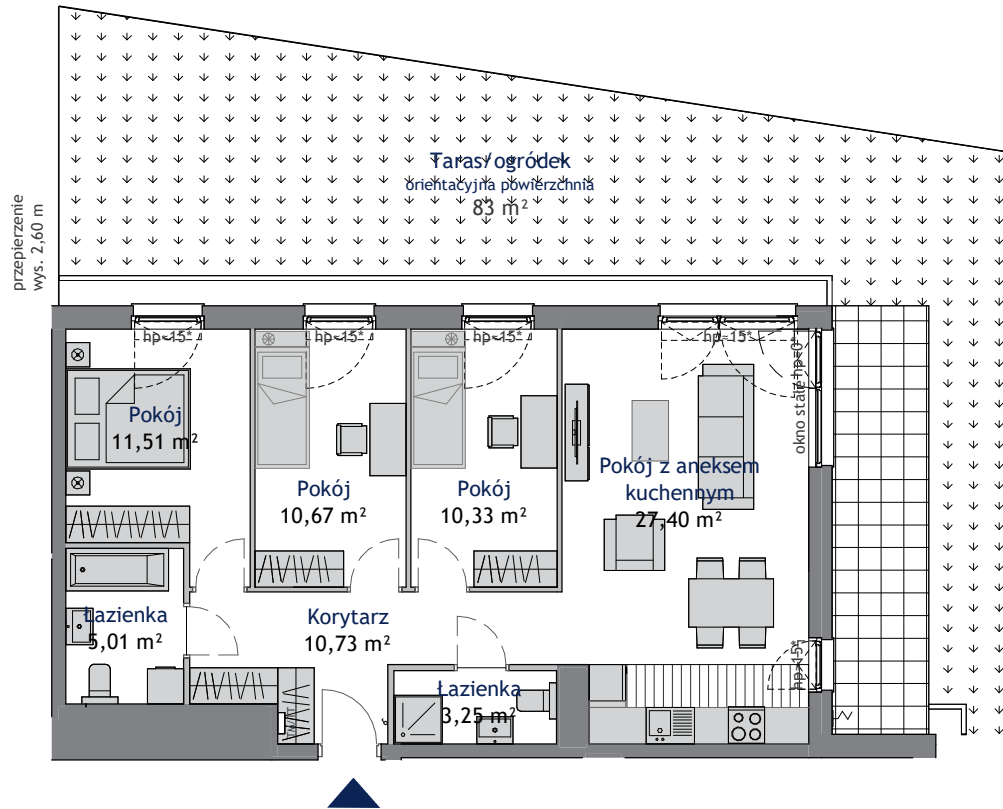 Taras/ogródek
orientacyjna powierzchnia
83 m²
przepierzenie
wys. 2,60 m
hp=15*
hp=15*
hp=15*
hp=15*
okno stałe hp=0*
Pokój
11,51 m²
Pokój
10,67 m²
Pokój
10,33 m²
Pokój z aneksem
kuchennym
27,40 m²
Łazienka
5,01 m²
Korytarz
10,73 m²
hp=15*
Łazienka
3,25 m²